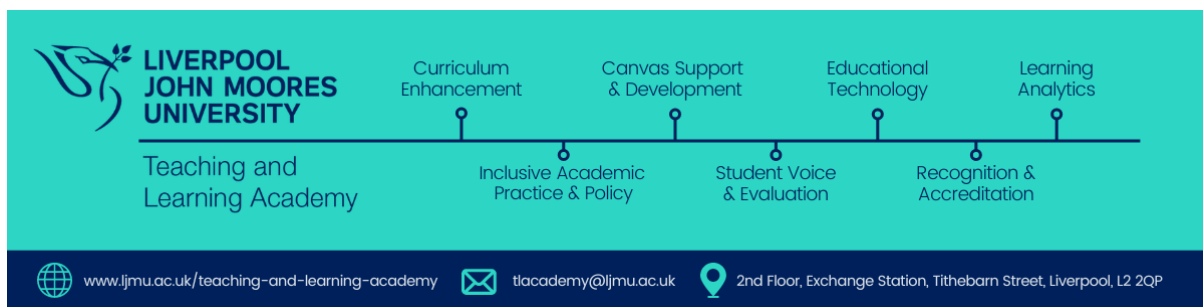 LIVERPOOL
JOHN MOORES
UNIVERSITY
Teaching and
Learning Academy
Curriculum
Enhancement
Inclusive Academic
Practice & Policy
Canvas Support
& Development
Student Voice
& Evaluation
Educational
Technology
Recognition &
Accreditation
Learning
Analytics
www.ljmu.ac.uk/teaching-and-learning-academy
tlacademy@ljmu.ac.uk
2nd Floor, Exchange Station, Tithebarn Street, Liverpool, L2 2QP